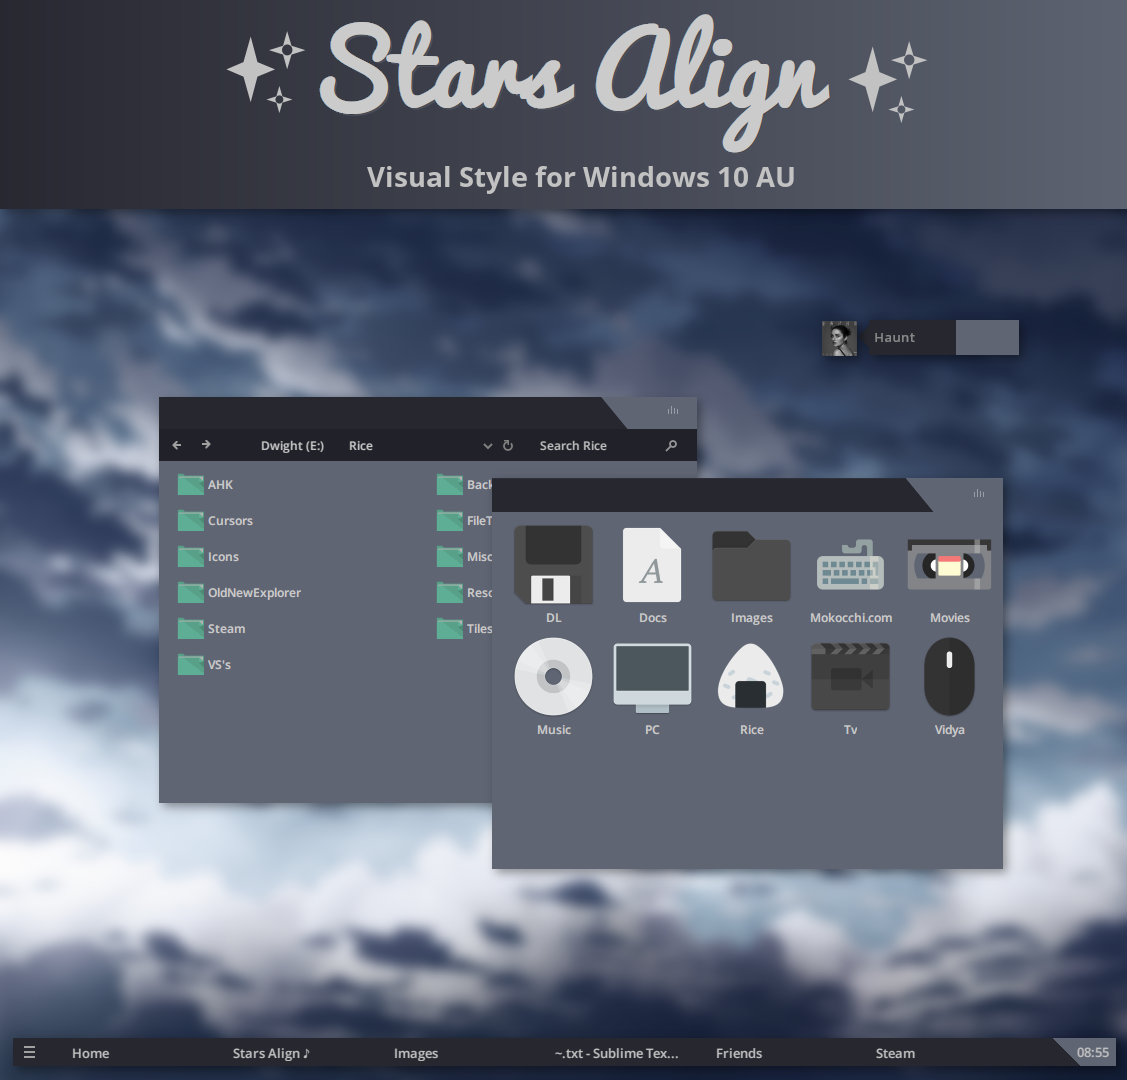 Stars Align
Visual Style for Windows 10 AU
Haunt
Dwight (E:) Rice Search Rice
AHK
Cursors
Icons
OldNewExplorer
Steam
VS's
Back
FileT
Misc
Reso
Tiles
A
DL Docs Images Mokocchi.com Movies
Music PC Rice Tv Vidya
Home Stars Align ♪ Images ~.txt - Sublime Tex... Friends Steam 08:55